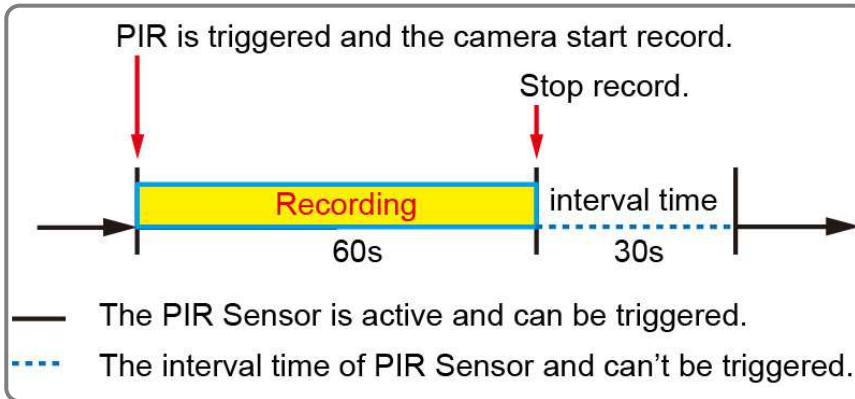 PIR is triggered and the camera start record.
Stop record.
Recording
interval time
60s
30s
The PIR Sensor is active and can be triggered.
The interval time of PIR Sensor and can't be triggered.